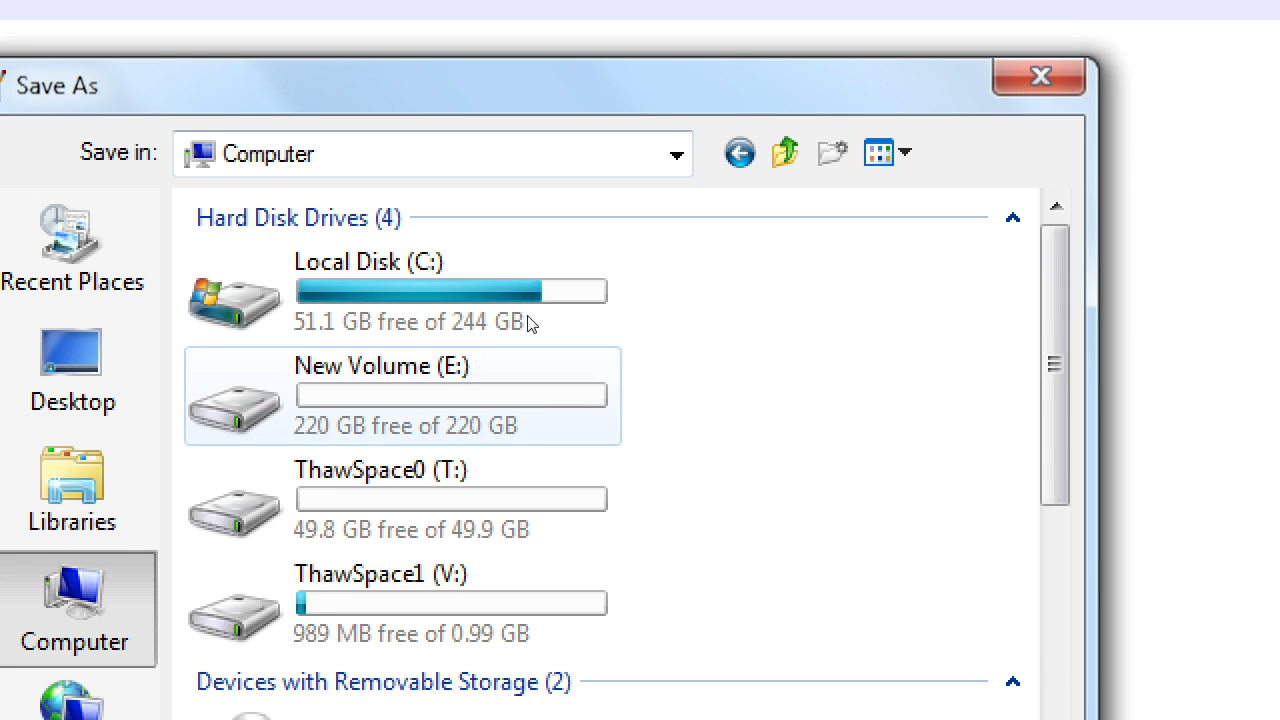 Save As
Save in:
Computer
Recent Places
Desktop
Libraries
Computer
Hard Disk Drives (4)
Local Disk (C:)
51.1 GB free of 244 GB
New Volume (E:)
220 GB free of 220 GB
ThawSpace0 (T:)
49.8 GB free of 49.9 GB
ThawSpace1 (V:)
989 MB free of 0.99 GB
Devices with Removable Storage (2)